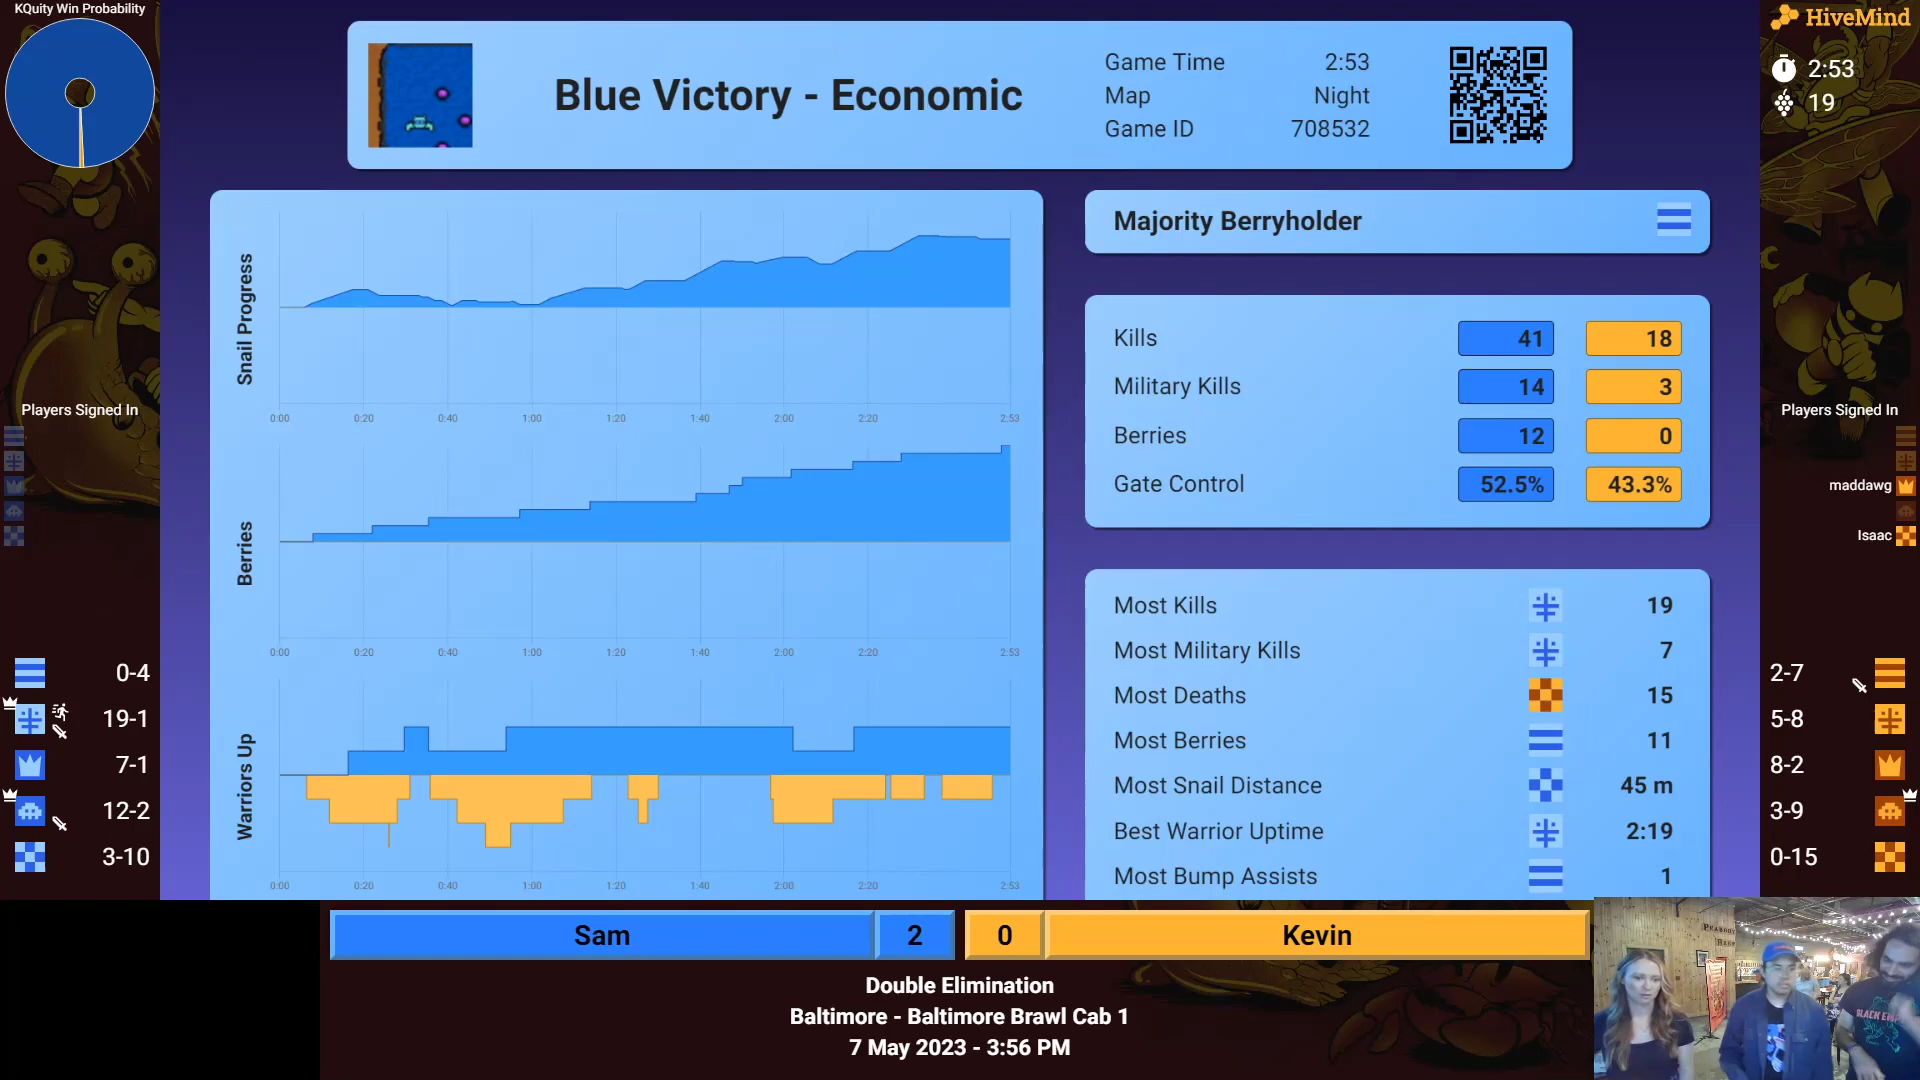 KQuity Win Probability
HiveMind
2:53
19
Blue Victory - Economic
Game Time 2:53
Map Night
Game ID 708532
Majority Berryholder
Snail Progress
0:00 0:20 0:40 1:00 1:20 1:40 2:00 2:20 2:53
Berries
0:00 0:20 0:40 1:00 1:20 1:40 2:00 2:20 2:53
Warriors Up
0:00 0:20 0:40 1:00 1:20 1:40 2:00 2:20 2:53
Kills 41 18
Military Kills 14 3
Berries 12 0
Gate Control 52.5% 43.3%
Most Kills 19
Most Military Kills 7
Most Deaths 15
Most Berries 11
Most Snail Distance 45 m
Best Warrior Uptime 2:19
Most Bump Assists 1
Players Signed In
0-4
19-1
7-1
12-2
3-10
Players Signed In
maddawg
Isaac
2-7
5-8
8-2
3-9
0-15
Sam 2 0 Kevin
Double Elimination
Baltimore - Baltimore Brawl Cab 1
7 May 2023 - 3:56 PM